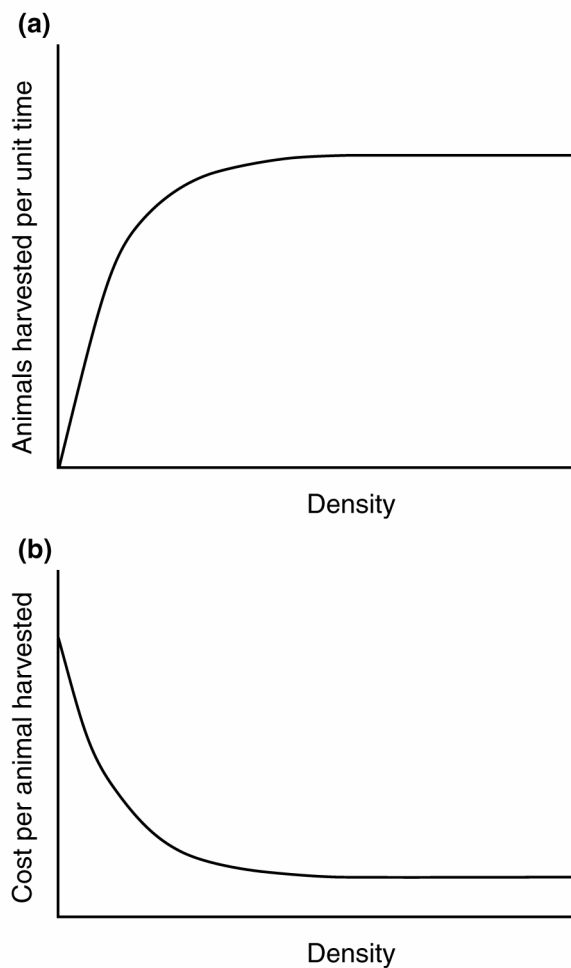 (a)
Animals harvested per unit time
Density
(b)
Cost per animal harvested
Density